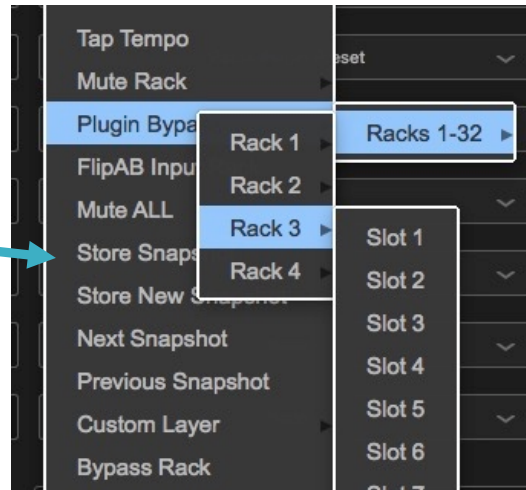 Tap Tempo
eset
Mute Rack
Plugin Bypa
Racks 1-32
Rack 1
FlipAB Inpu
Rack 2
Mute ALL
Rack 3
Slot 1
Store Snaps
Rack 4
Slot 2
Store New Snapshot
Slot 3
Next Snapshot
Slot 4
Previous Snapshot
Slot 5
Custom Layer
Slot 6
Bypass Rack